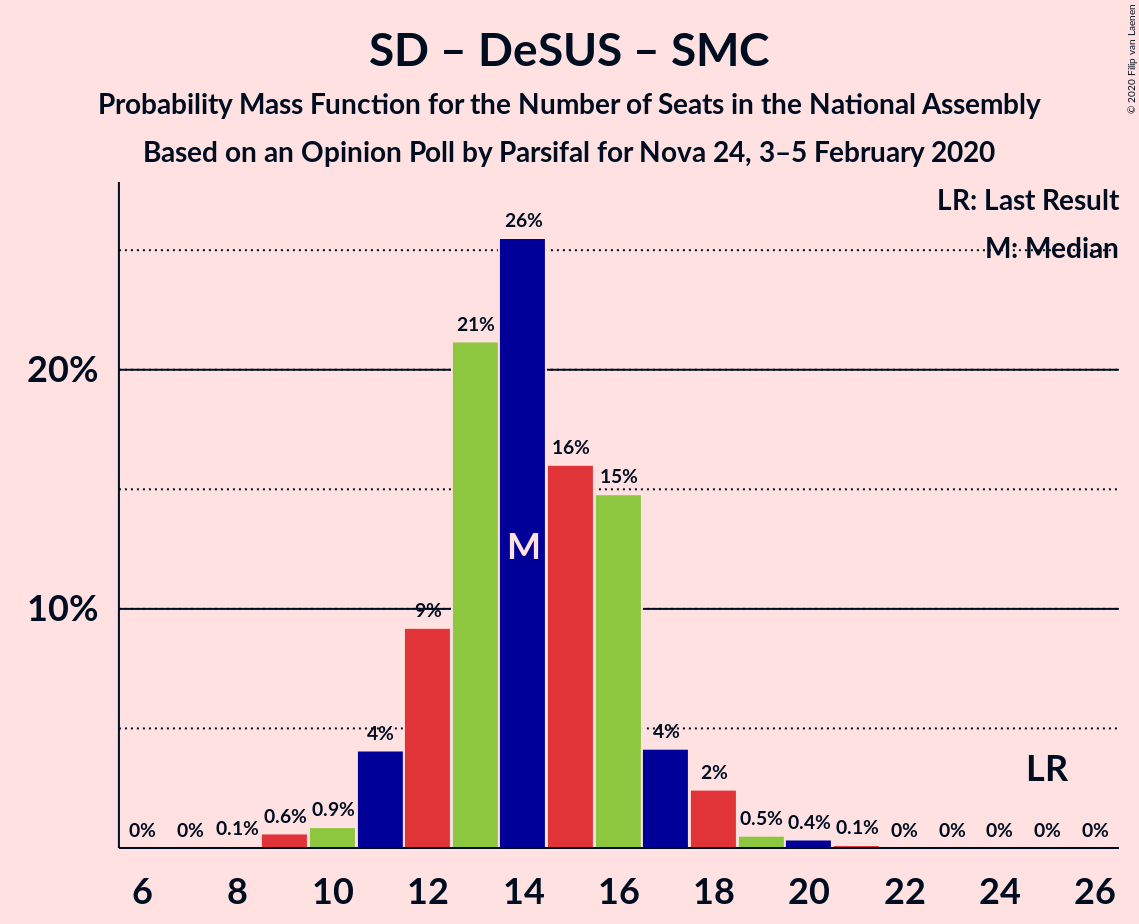 SD – DeSUS – SMC
Probability Mass Function for the Number of Seats in the National Assembly
Based on an Opinion Poll by Parsifal for Nova 24, 3–5 February 2020
© 2020 Filip van Laenen
LR: Last Result
M: Median
20%
10%
0%
0%
0.1%
0.6%
0.9%
4%
9%
21%
26%
16%
15%
4%
2%
0.5%
0.4%
0.1%
0%
0%
0%
0%
0%
M
LR
6 8 10 12 14 16 18 20 22 24 26